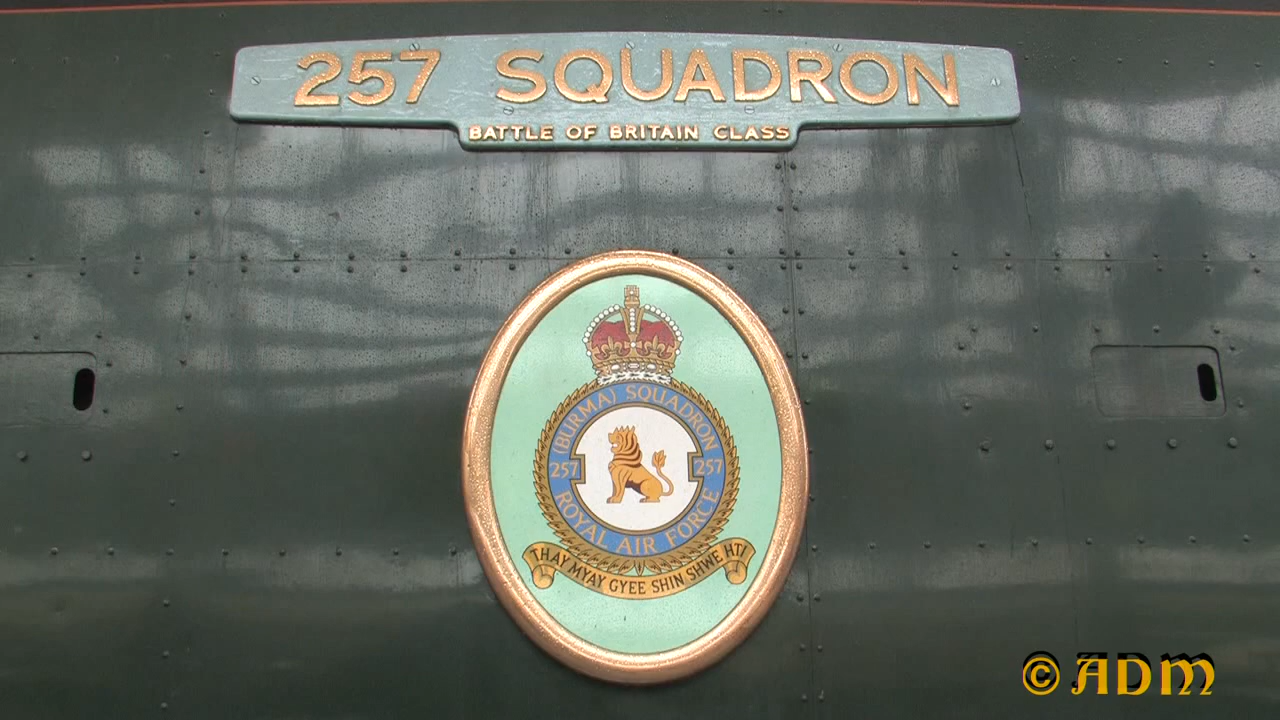 257 SQUADRON
BATTLE OF BRITAIN CLASS
(BURMA) SQUADRON
257 257
ROYAL AIR FORCE
THAY MYAY GYEE SHIN SHWE HTI
© ADM